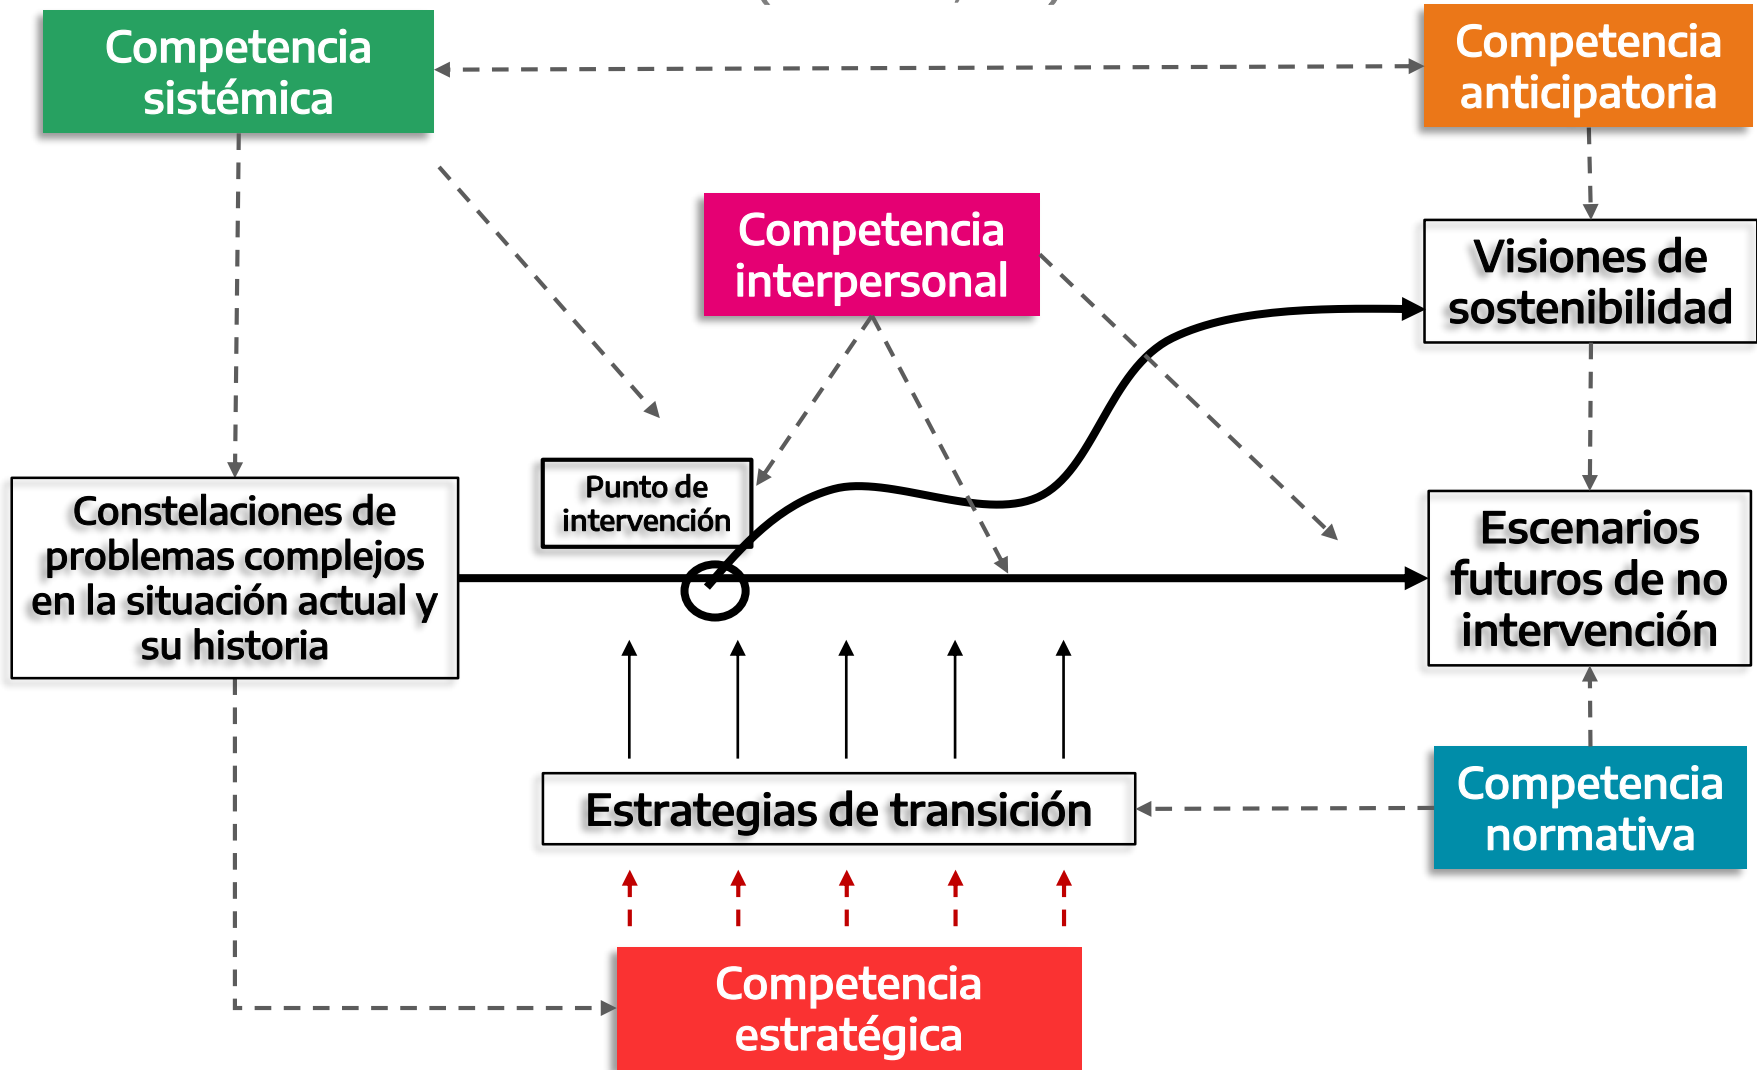 Competencia
sistémica
Competencia
anticipatoria
Competencia
interpersonal
Visiones de
sostenibilidad
Punto de
intervención
Constelaciones de
problemas complejos
en la situación actual y
su historia
Escenarios
futuros de no
intervención
Estrategias de transición
Competencia
normativa
Competencia
estratégica